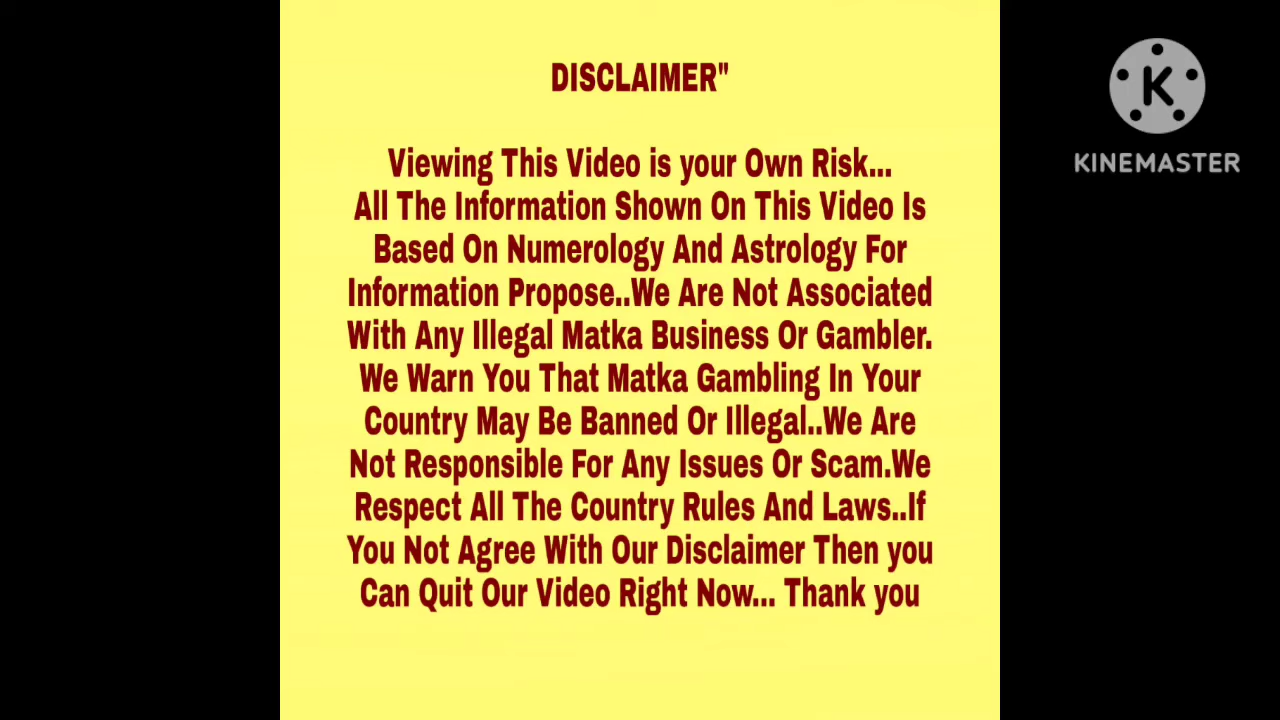 DISCLAIMER"
Viewing This Video is your Own Risk...
All The Information Shown On This Video Is
Based On Numerology And Astrology For
Information Propose..We Are Not Associated
With Any Illegal Matka Business Or Gambler.
We Warn You That Matka Gambling In Your
Country May Be Banned Or Illegal..We Are
Not Responsible For Any Issues Or Scam.We
Respect All The Country Rules And Laws..If
You Not Agree With Our Disclaimer Then you
Can Quit Our Video Right Now... Thank you
K
KINEMASTER